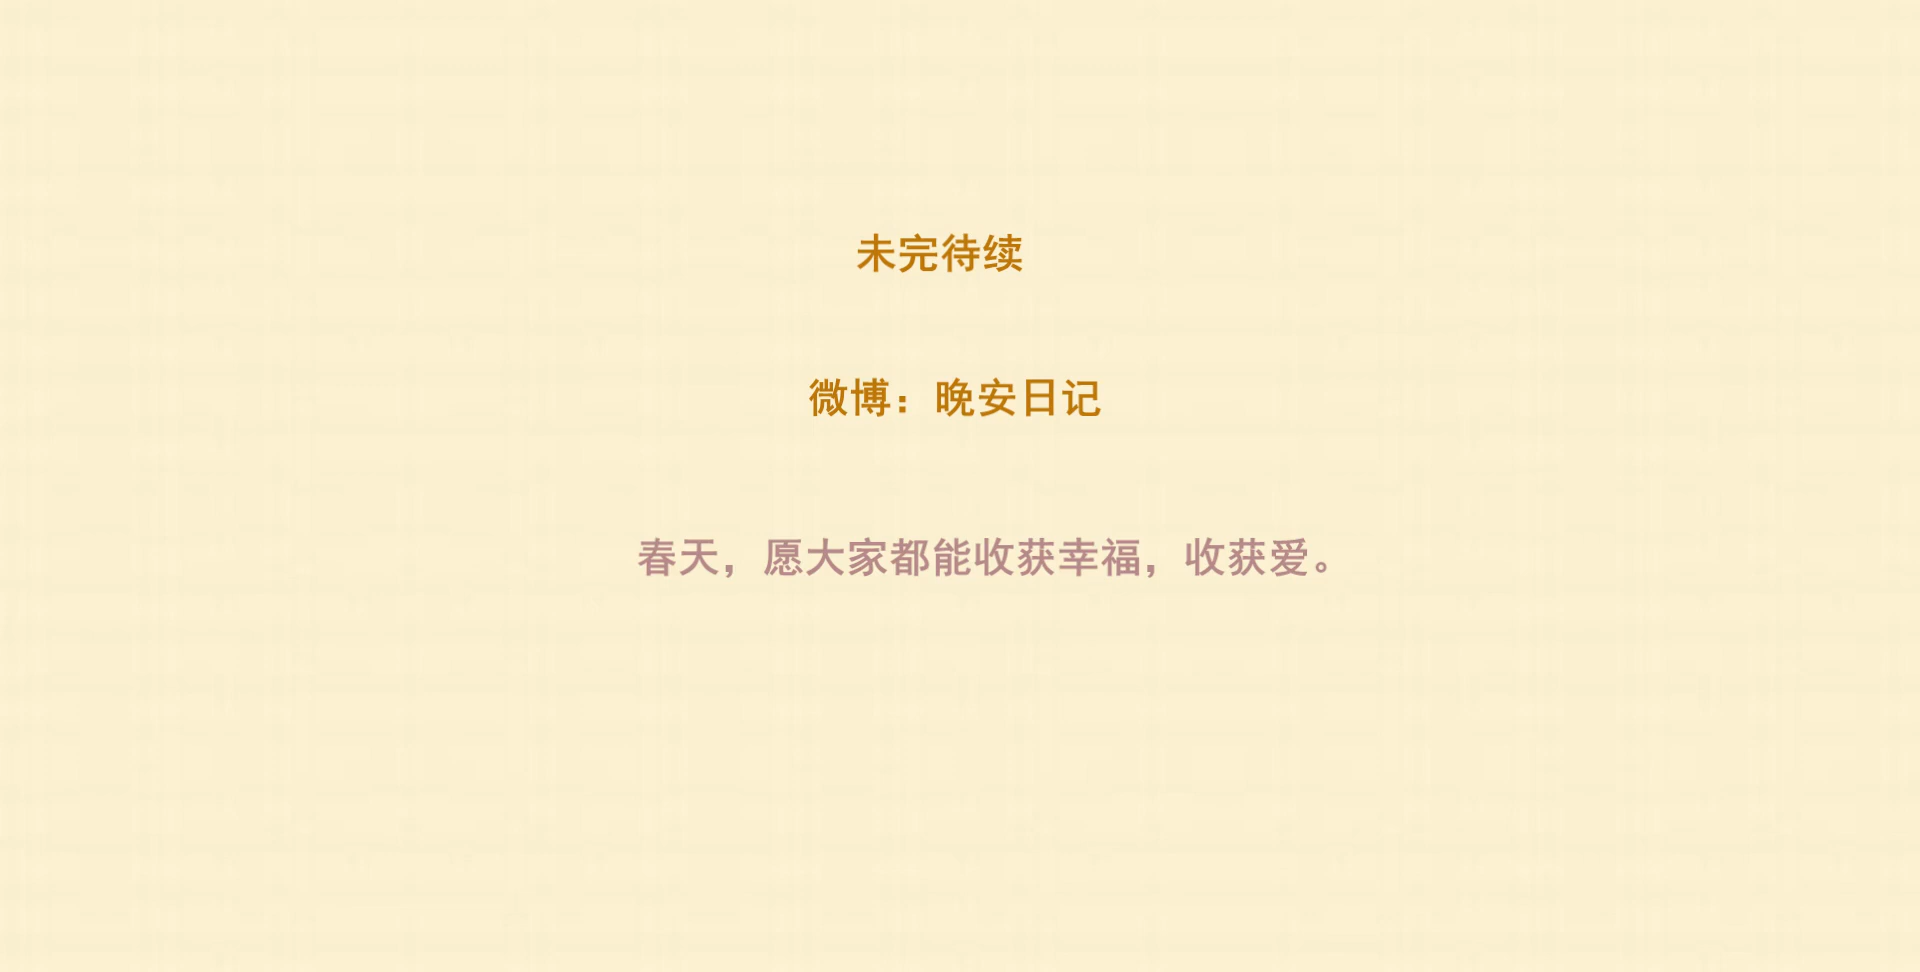 未完待续
微博：晚安日记
春天，愿大家都能收获幸福，收获爱。